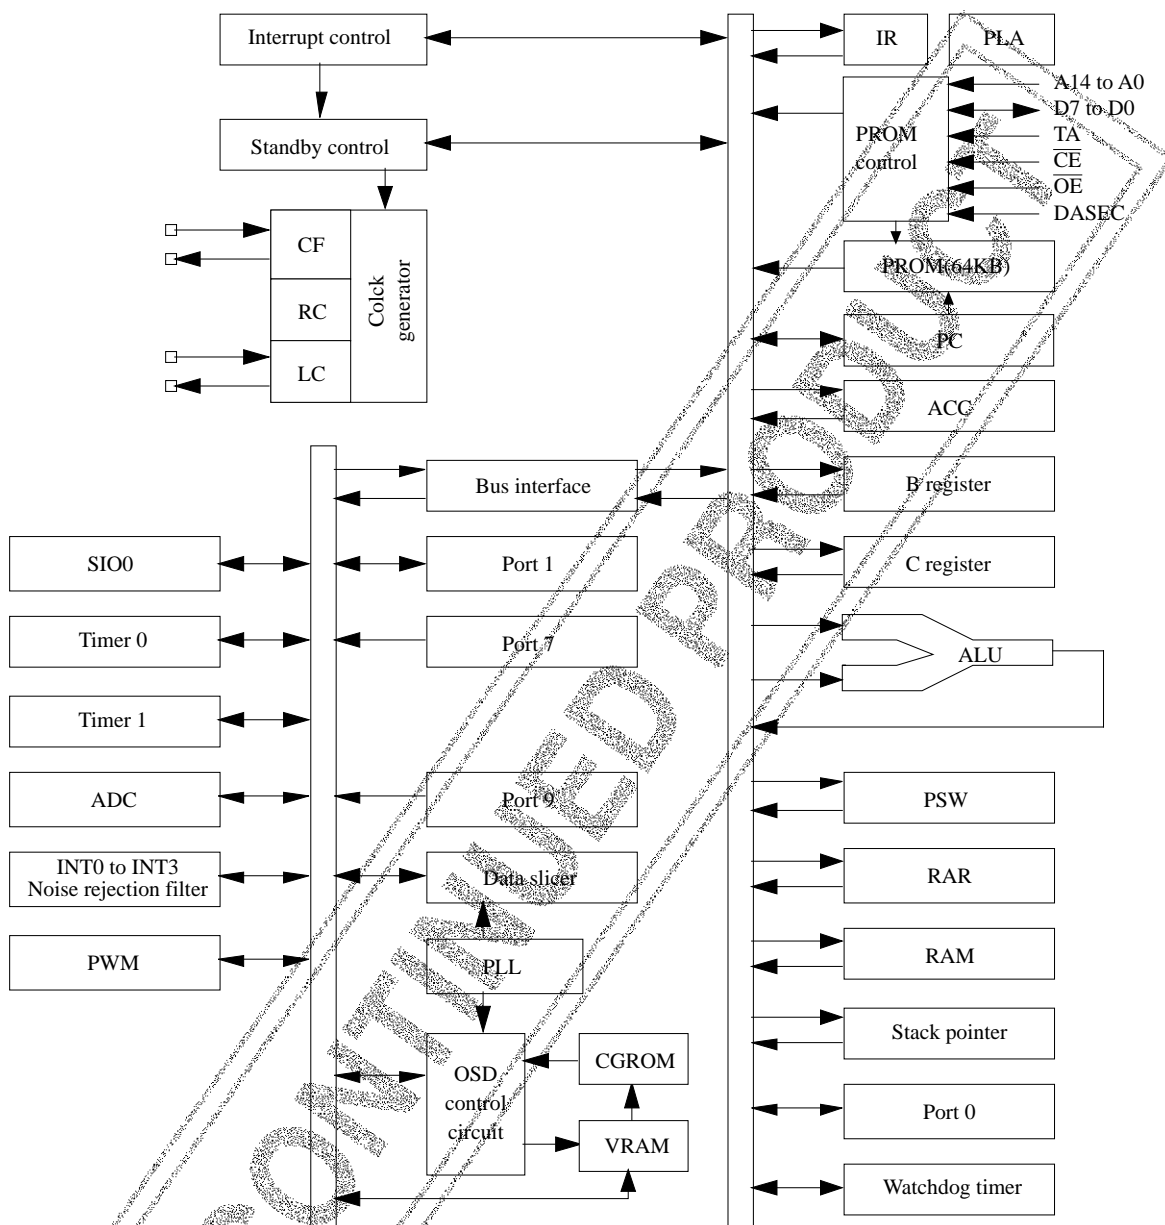 Interrupt control
IR
PLA
A14 to A0
D7 to D0
PROM
control
TA
CE
OE
DASEC
Standby control
CF
RC
LC
Colck
generator
PROM(64KB)
PC
ACC
Bus interface
B register
SIO0
Port 1
C register
Timer 0
Port 7
ALU
Timer 1
ADC
Port 9
PSW
INT0 to INT3
Noise rejection filter
Data slicer
RAR
PWM
PLL
RAM
Stack pointer
OSD
control
circuit
CGROM
VRAM
Port 0
Watchdog timer
CONTINUED PRODUCT